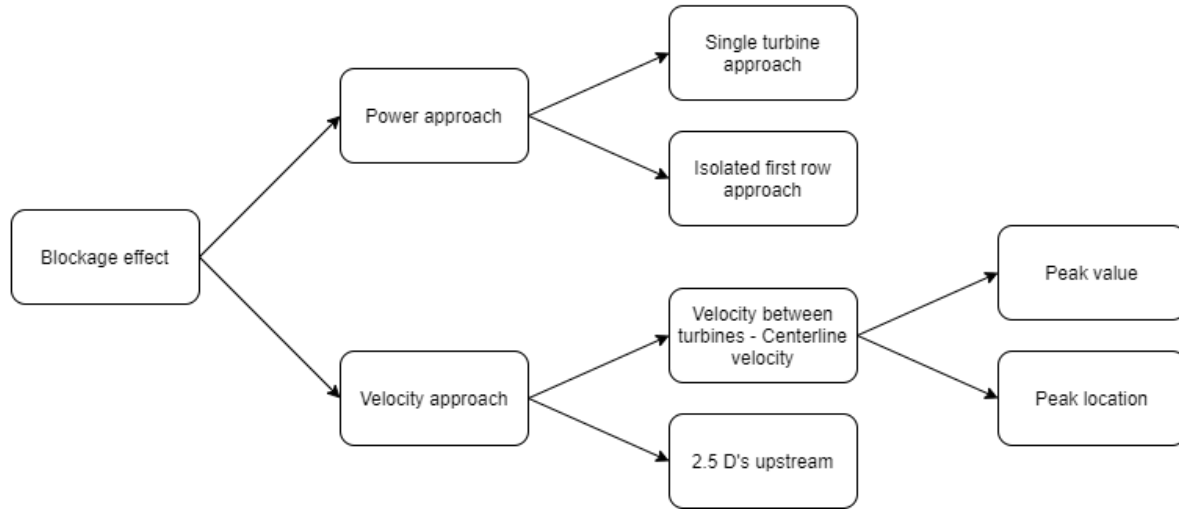 Single turbine
approach
Power approach
Isolated first row
approach
Blockage effect
Velocity between
turbines - Centerline
velocity
Peak value
Peak location
Velocity approach
2.5 D's upstream